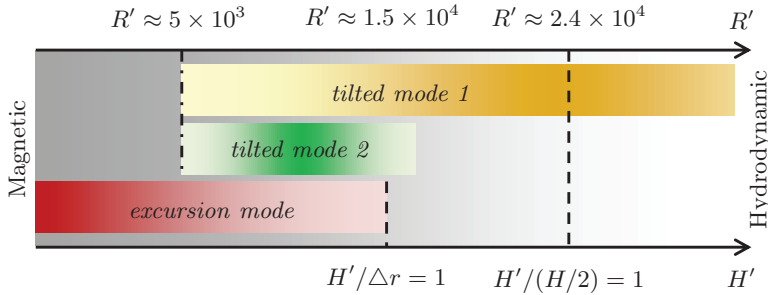 R′ ≈ 5 × 10³ R′ ≈ 1.5 × 10⁴ R′ ≈ 2.4 × 10⁴ R′
tilted mode 1
tilted mode 2
excursion mode
Magnetic
Hydrodynamic
H′/△r = 1 H′/(H/2) = 1 H′